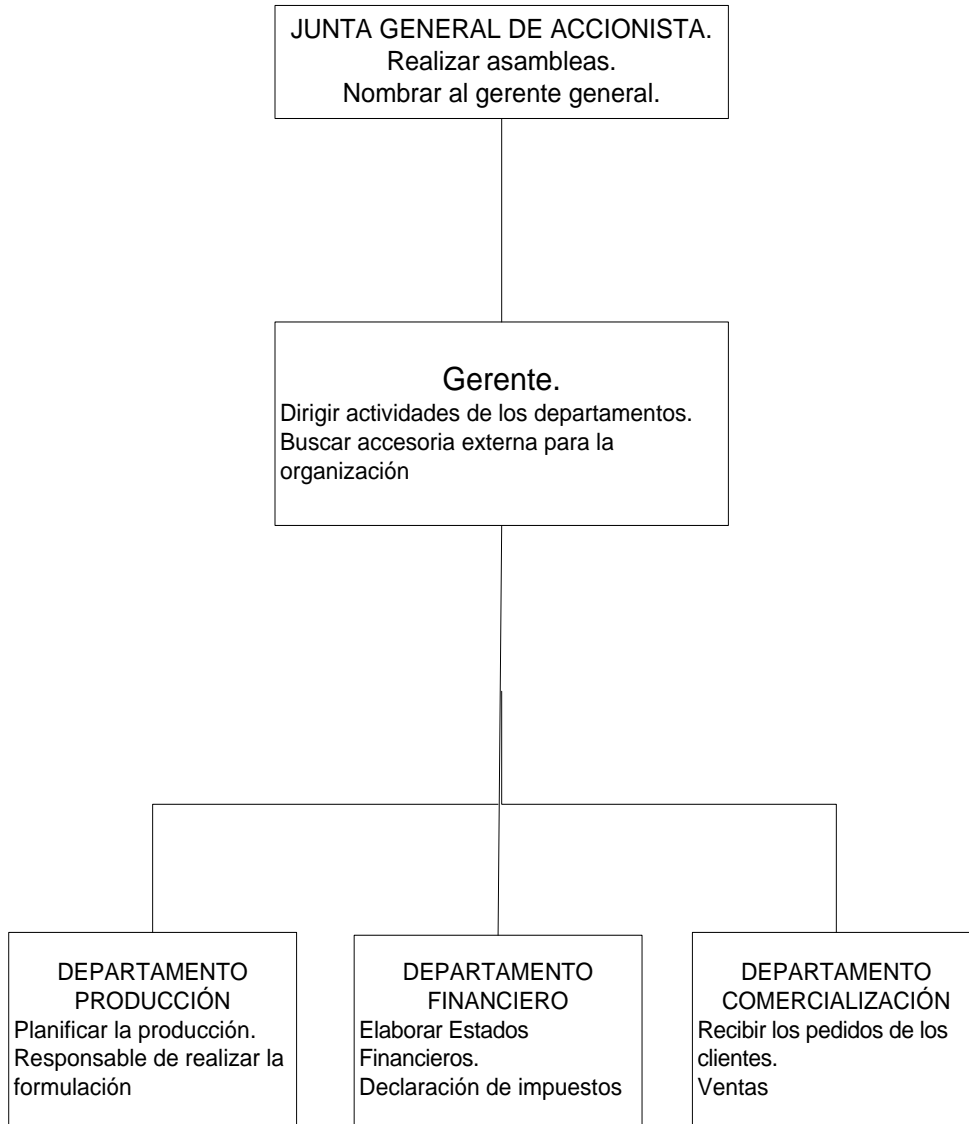 JUNTA GENERAL DE ACCIONISTA.
Realizar asambleas.
Nombrar al gerente general.
Gerente.
Dirigir actividades de los departamentos.
Buscar accesoria externa para la
organización
DEPARTAMENTO
PRODUCCIÓN
Planificar la producción.
Responsable de realizar la
formulación
DEPARTAMENTO
FINANCIERO
Elaborar Estados
Financieros.
Declaración de impuestos
DEPARTAMENTO
COMERCIALIZACIÓN
Recibir los pedidos de los
clientes.
Ventas